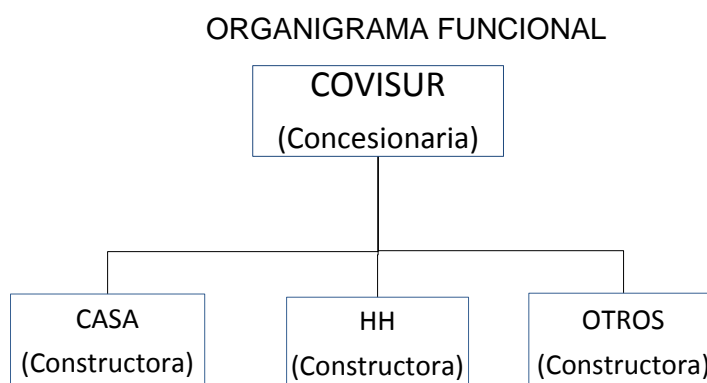 ORGANIGRAMA FUNCIONAL
COVISUR
(Concesionaria)
CASA
(Constructora)
HH
(Constructora)
OTROS
(Constructora)